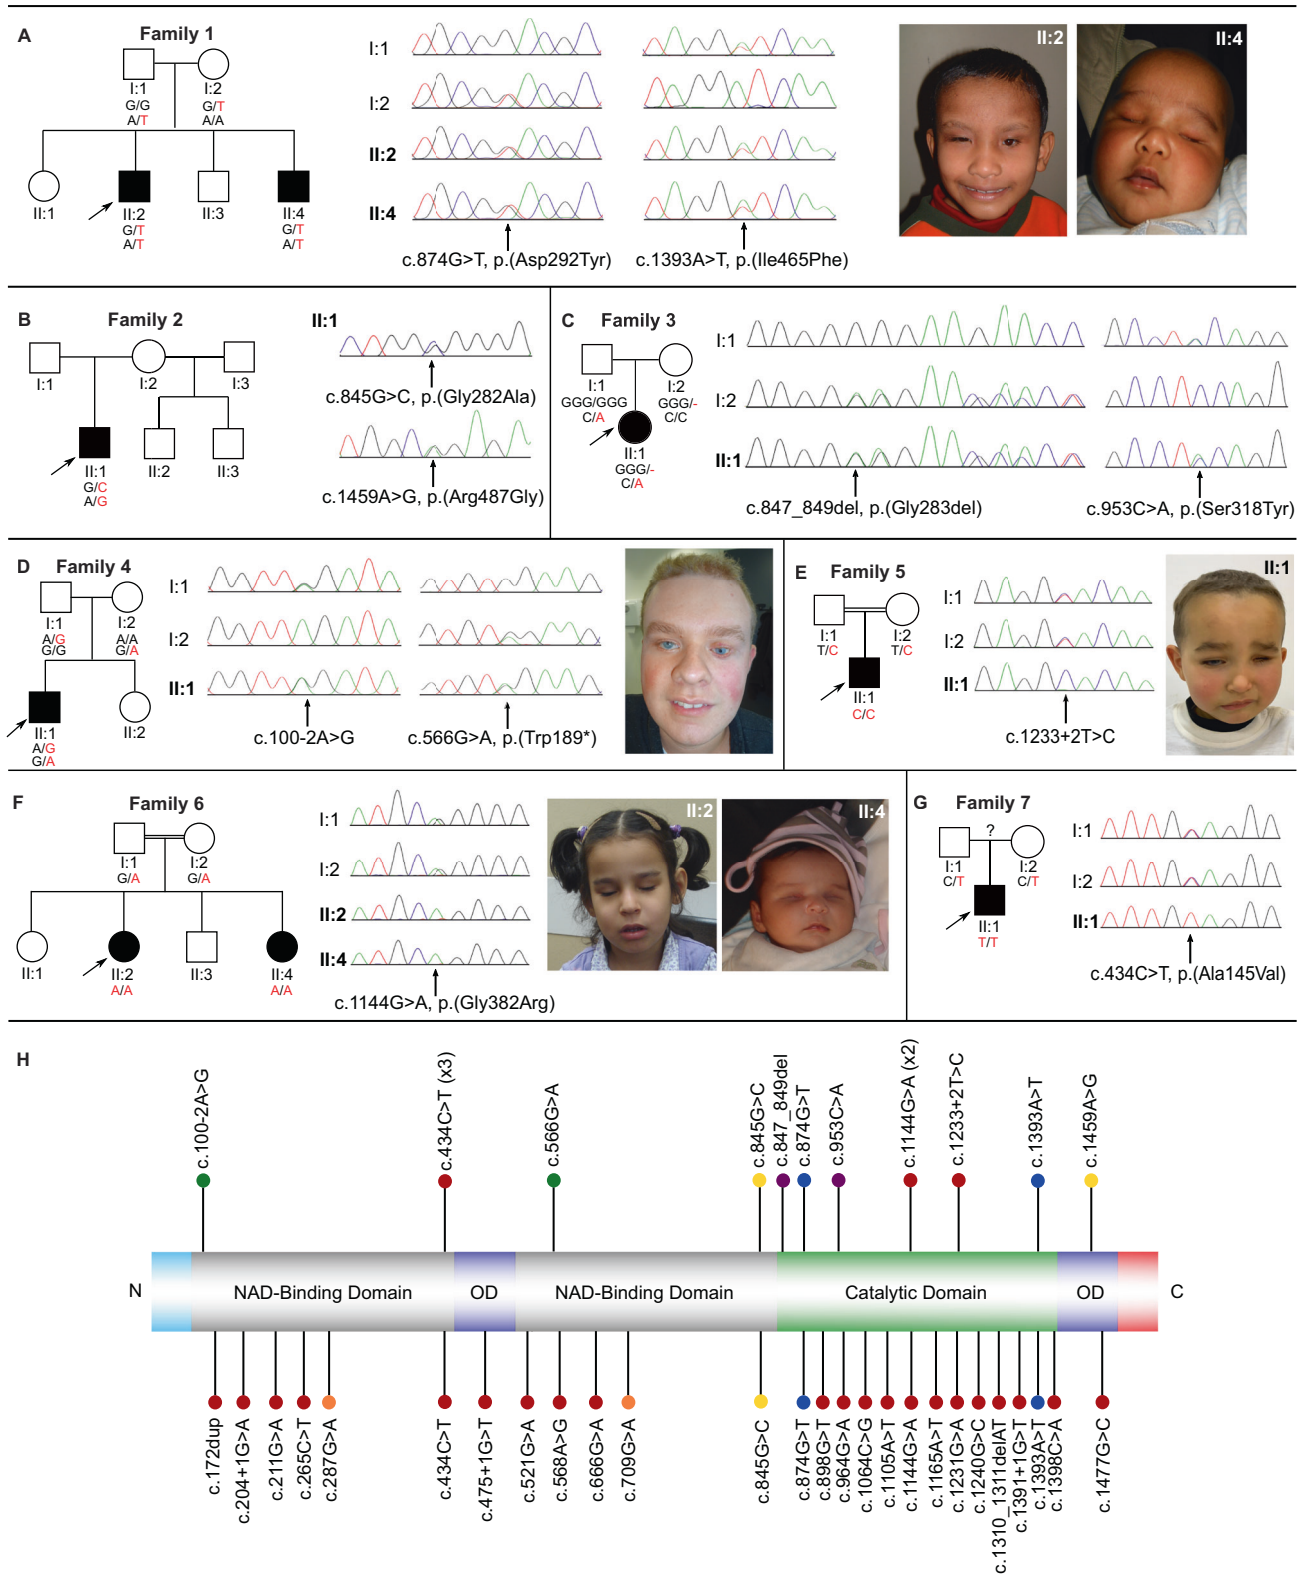 A
Family 1
I:1
G/G
A/T
I:2
G/T
A/A
II:1
II:2
G/T
A/T
II:3
II:4
G/T
A/T
I:1
I:2
II:2
II:4
c.874G>T, p.(Asp292Tyr)
c.1393A>T, p.(Ile465Phe)
II:2
II:4
B
Family 2
I:1
I:2
I:3
II:1
G/C
A/G
II:2
II:3
II:1
c.845G>C, p.(Gly282Ala)
c.1459A>G, p.(Arg487Gly)
C
Family 3
I:1
GGG/GGG
C/A
I:2
GGG/-
C/C
II:1
GGG/-
C/A
I:1
I:2
II:1
c.847_849del, p.(Gly283del)
c.953C>A, p.(Ser318Tyr)
D
Family 4
I:1
A/G
G/G
I:2
A/A
G/A
II:1
A/G
G/A
II:2
I:1
I:2
II:1
c.100-2A>G
c.566G>A, p.(Trp189*)
E
Family 5
I:1
T/C
I:2
T/C
II:1
C/C
I:1
I:2
II:1
c.1233+2T>C
II:1
F
Family 6
I:1
G/A
I:2
G/A
II:1
II:2
A/A
II:3
II:4
A/A
I:1
I:2
II:2
II:4
c.1144G>A, p.(Gly382Arg)
II:2
II:4
G
Family 7
?
I:1
C/T
I:2
C/T
II:1
T/T
I:1
I:2
II:1
c.434C>T, p.(Ala145Val)
H
c.100-2A>G
c.434C>T (x3)
c.566G>A
c.845G>C
c.847_849del
c.874G>T
c.953C>A
c.1144G>A (x2)
c.1233+2T>C
c.1393A>T
c.1459A>G
N
NAD-Binding Domain
OD
NAD-Binding Domain
Catalytic Domain
OD
C
c.172dup
c.204+1G>A
c.211G>A
c.265C>T
c.287G>A
c.434C>T
c.475+1G>T
c.521G>A
c.568A>G
c.666G>A
c.709G>A
c.845G>C
c.874G>T
c.898G>T
c.964G>A
c.1064C>G
c.1105A>T
c.1144G>A
c.1165A>T
c.1231G>A
c.1240G>C
c.1310_1311delAT
c.1391+1G>T
c.1393A>T
c.1398C>A
c.1477G>C